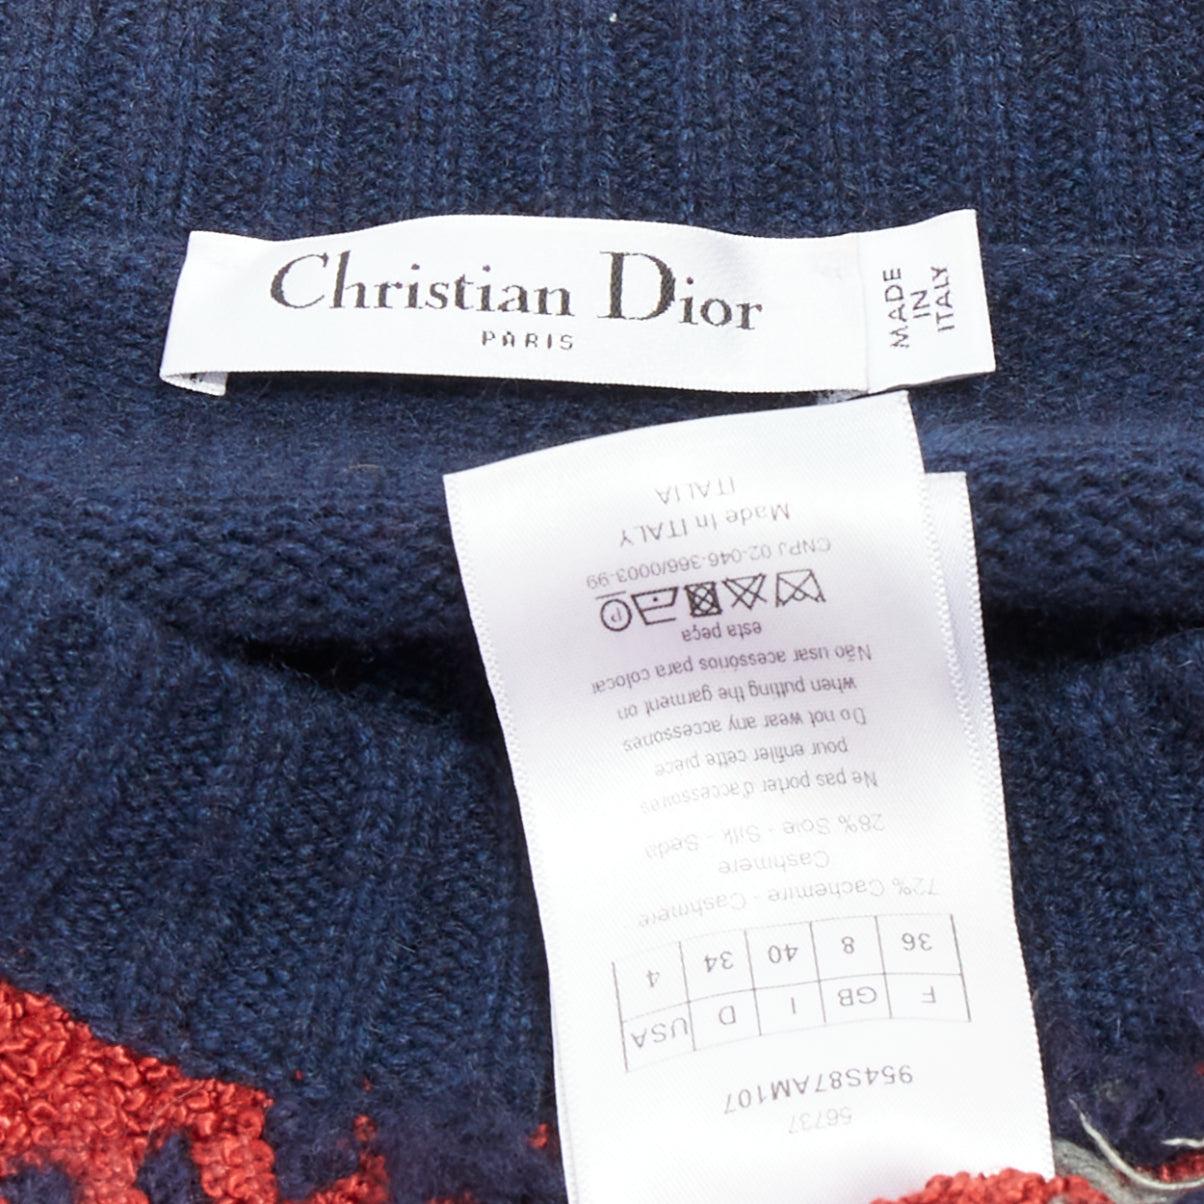 Christian Dior
PARIS
MADE
IN
ITALY
56737
954S87AM107
F GB I D USA
36 8 40 34 4
72% Cachemire - Cashmere
Cashmere
28% Soie - Silk - Seda
Ne pas porter d'accessoires
pour enfiler cette pièce
Do not wear any accessories
when putting the garment on
Não usar acessórios para colocar
esta peça
P
CNPJ 02-046-366/0003-99
Made In ITALY
ITALIA